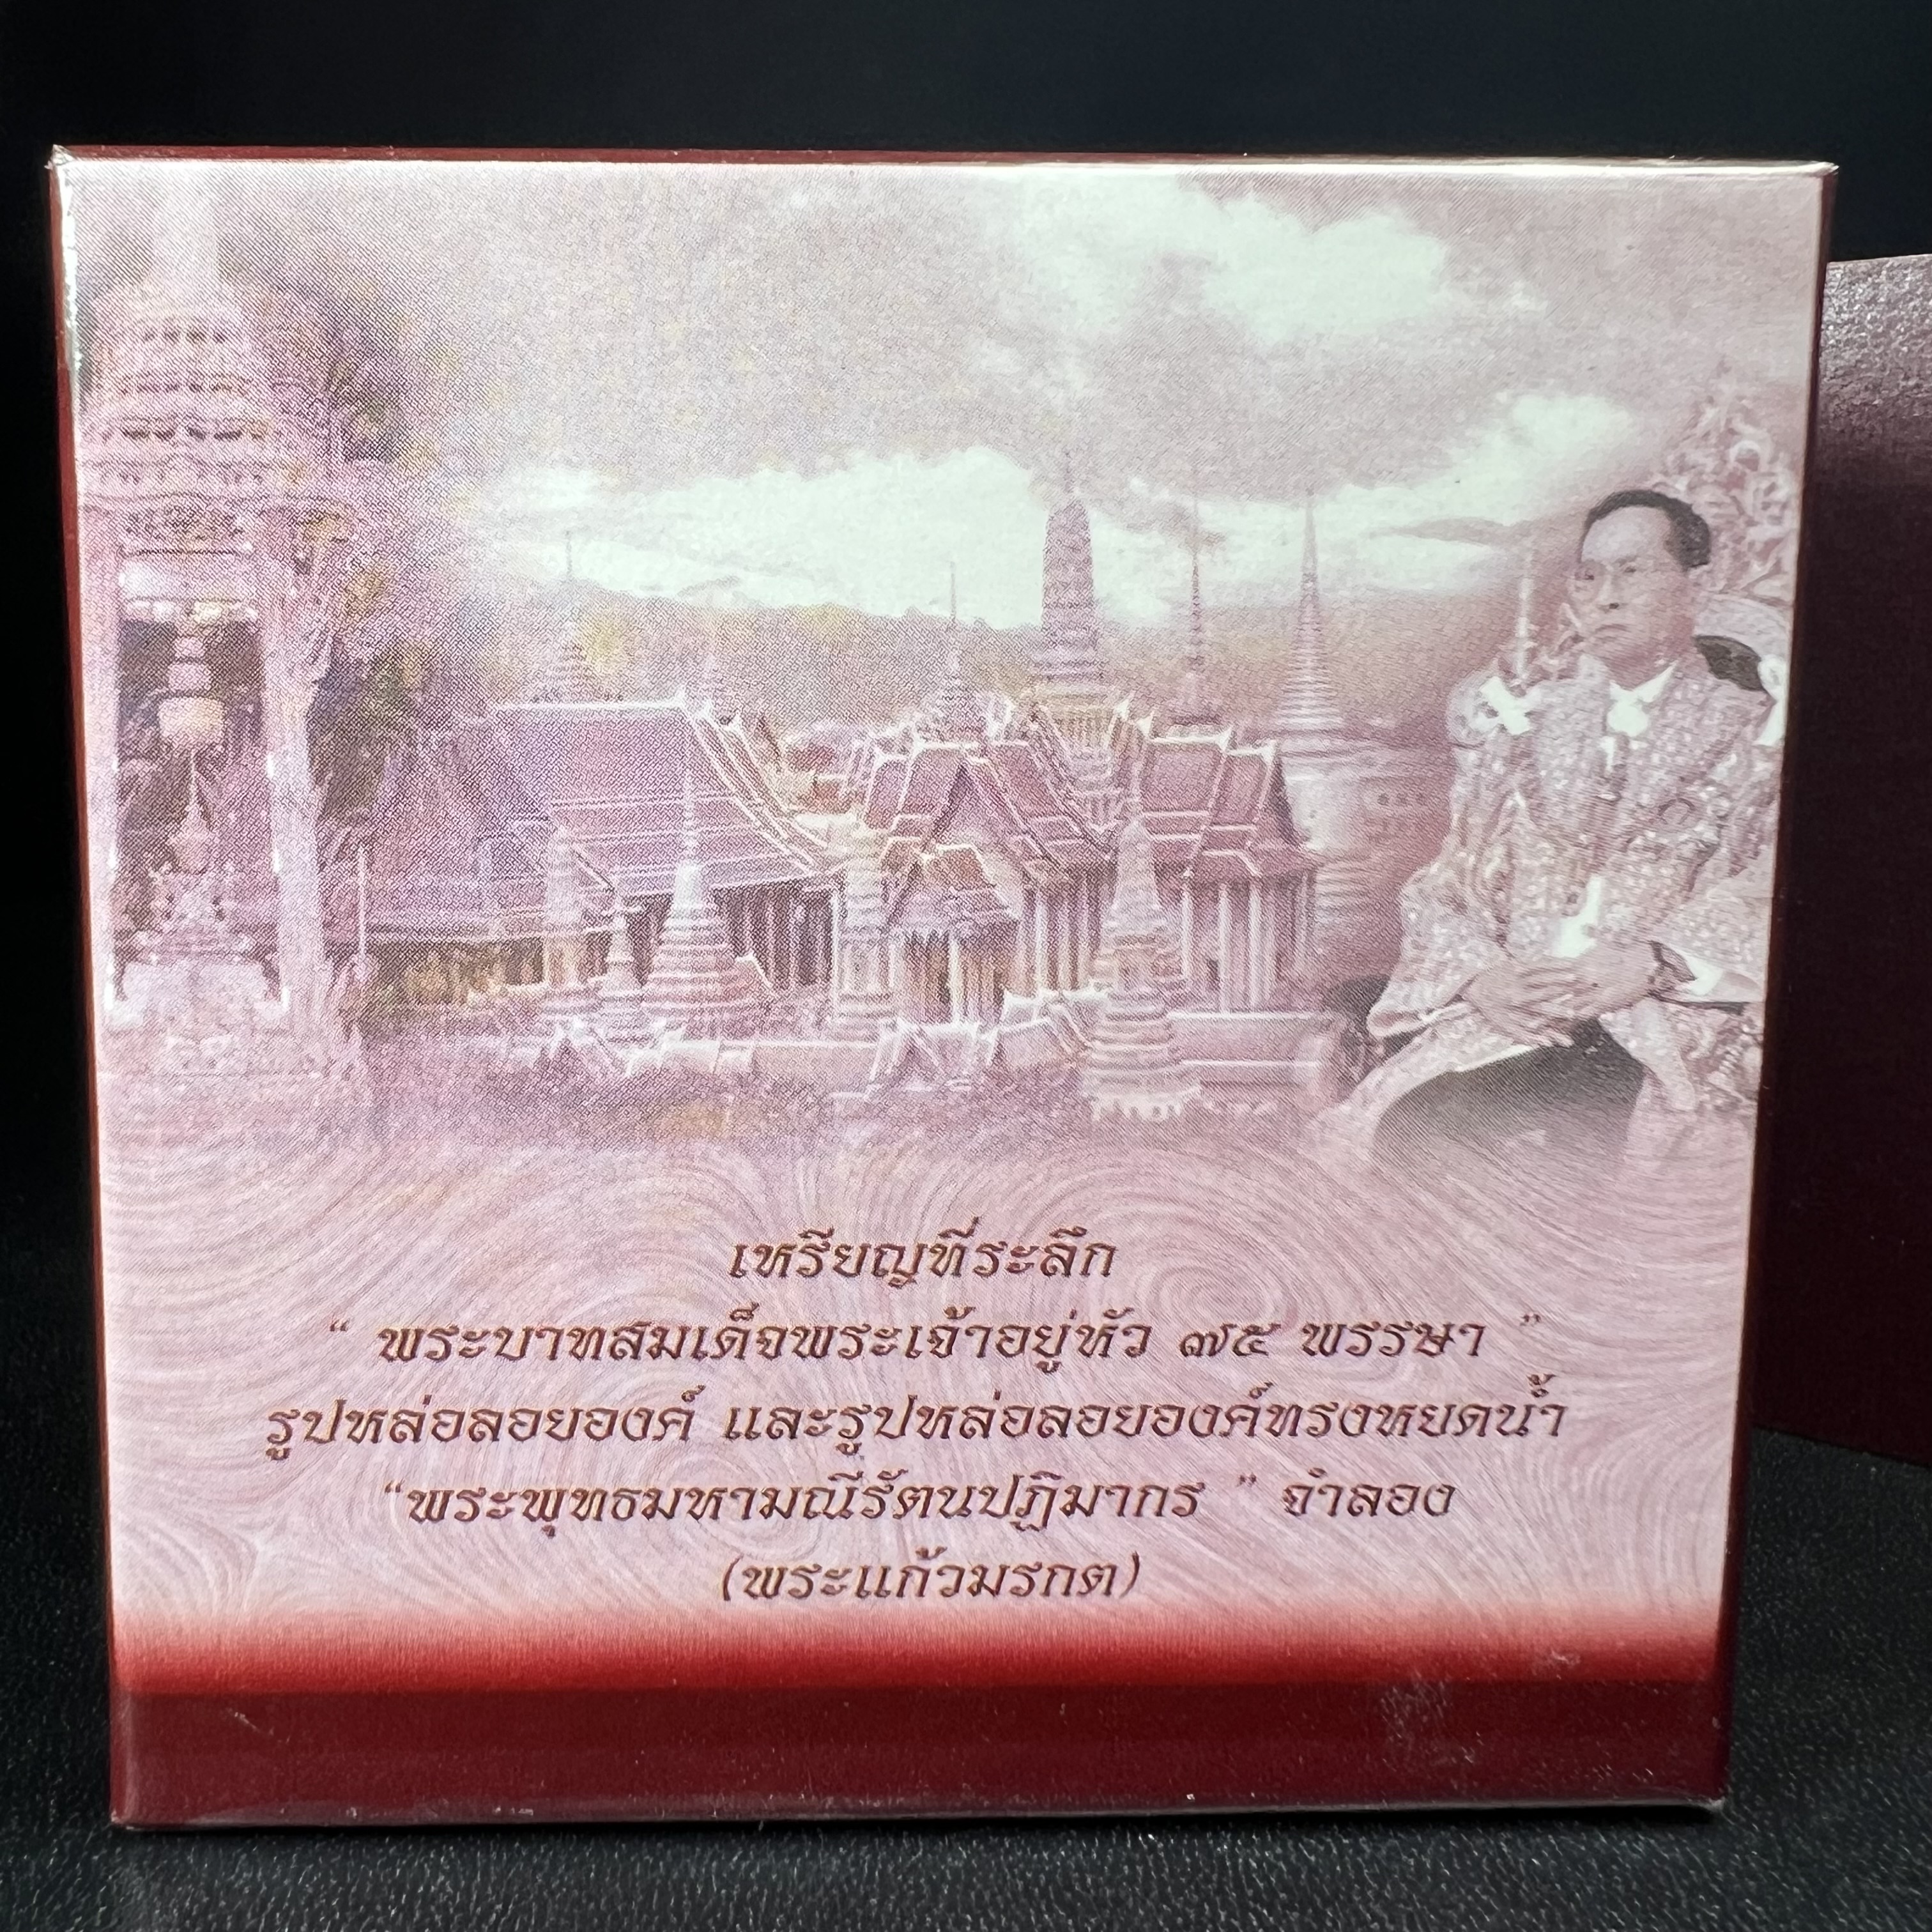 เหรียญที่ระลึก
“ พระบาทสมเด็จพระเจ้าอยู่หัว ๗๕ พรรษา ”
รูปหล่อลอยองค์ และรูปหล่อลอยองค์ทรงหยดน้ำ
“พระพุทธมหามณีรัตนปฏิมากร ” จำลอง
(พระแก้วมรกต)